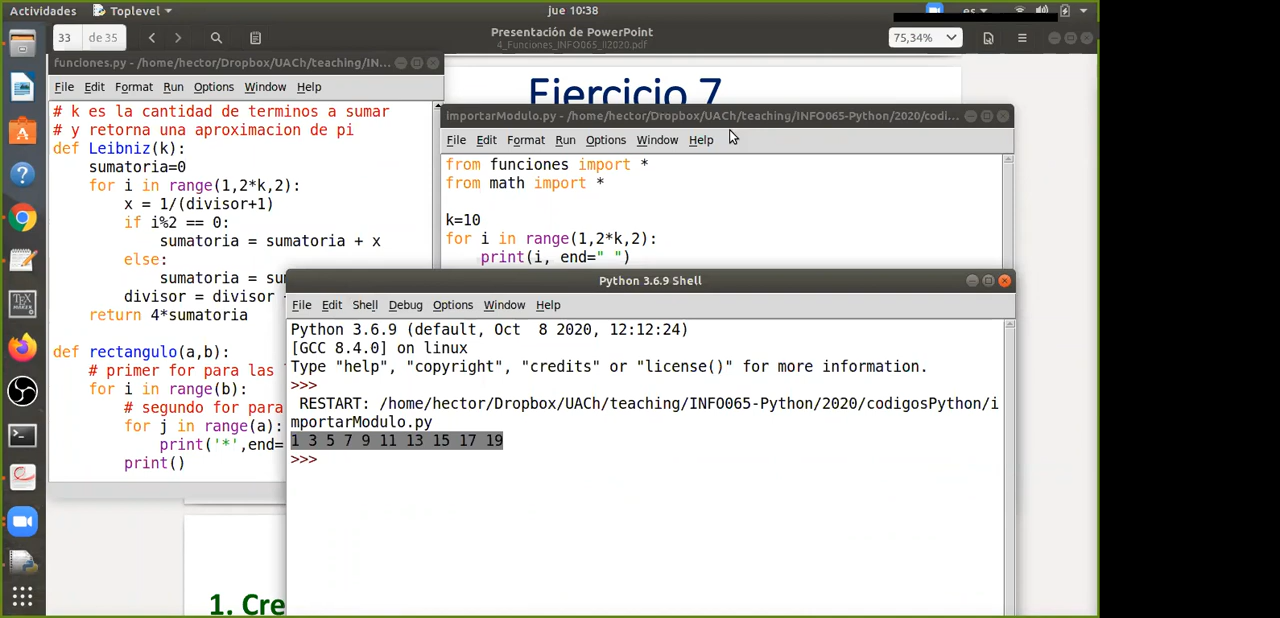 Actividades
Toplevel
jue 10:38
es
33
de 35
Presentación de PowerPoint
4_Funciones_INFO065_II2020.pdf
75,34%
Ejercicio 7
funciones.py - /home/hector/Dropbox/UACh/teaching/IN...
File Edit Format Run Options Window Help
# k es la cantidad de terminos a sumar
# y retorna una aproximacion de pi
def Leibniz(k):
    sumatoria=0
    for i in range(1,2*k,2):
        x = 1/(divisor+1)
        if i%2 == 0:
            sumatoria = sumatoria + x
        else:
            sumatoria = su
        divisor = divisor
    return 4*sumatoria
def rectangulo(a,b):
    # primer for para las
    for i in range(b):
        # segundo for para
        for j in range(a):
            print('*',end=
        print()
importarModulo.py - /home/hector/Dropbox/UACh/teaching/INFO065-Python/2020/codi...
File Edit Format Run Options Window Help
from funciones import *
from math import *
k=10
for i in range(1,2*k,2):
    print(i, end=" ")
Python 3.6.9 Shell
File Edit Shell Debug Options Window Help
Python 3.6.9 (default, Oct  8 2020, 12:12:24)
[GCC 8.4.0] on linux
Type "help", "copyright", "credits" or "license()" for more information.
>>>
 RESTART: /home/hector/Dropbox/UACh/teaching/INFO065-Python/2020/codigosPython/i
mportarModulo.py
1 3 5 7 9 11 13 15 17 19
>>>
1. Cre